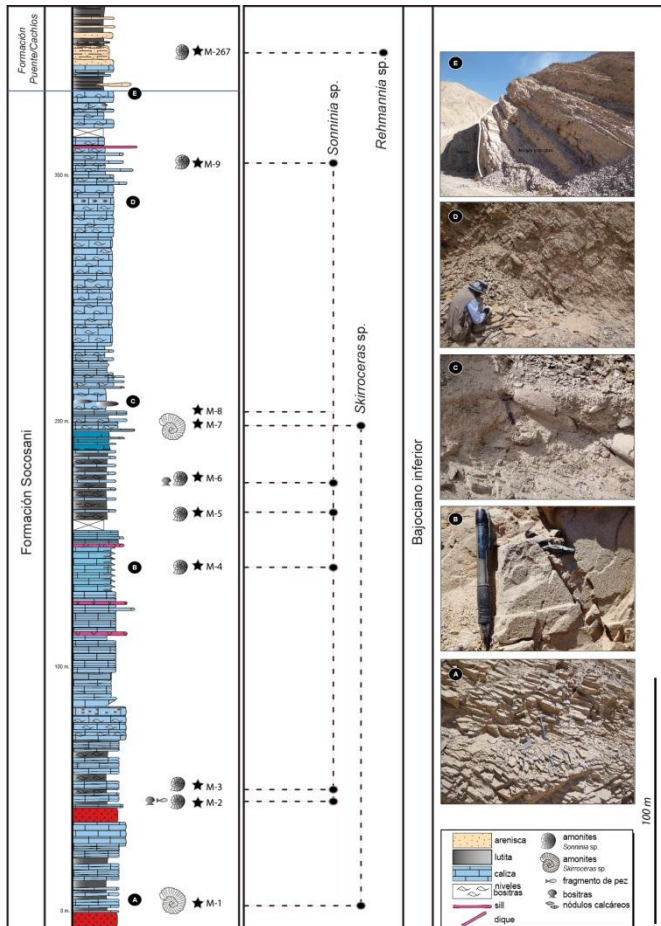 Formación
Puente/Cachíos
Formación Socosani
300 m.
200 m.
100 m.
0 m.
E
D
C
B
A
M-267
M-9
M-8
M-7
M-6
M-5
M-4
M-3
M-2
M-1
Sonninia sp.
Rehmannia sp.
Skirroceras sp.
Bajociano inferior
E
D
C
B
A
100 m
arenisca
lutita
caliza
niveles
bositras
sill
dique
amonites
Sonninia sp.
amonites
Skirroceras sp.
fragmento de pez
bositras
nódulos calcáreos